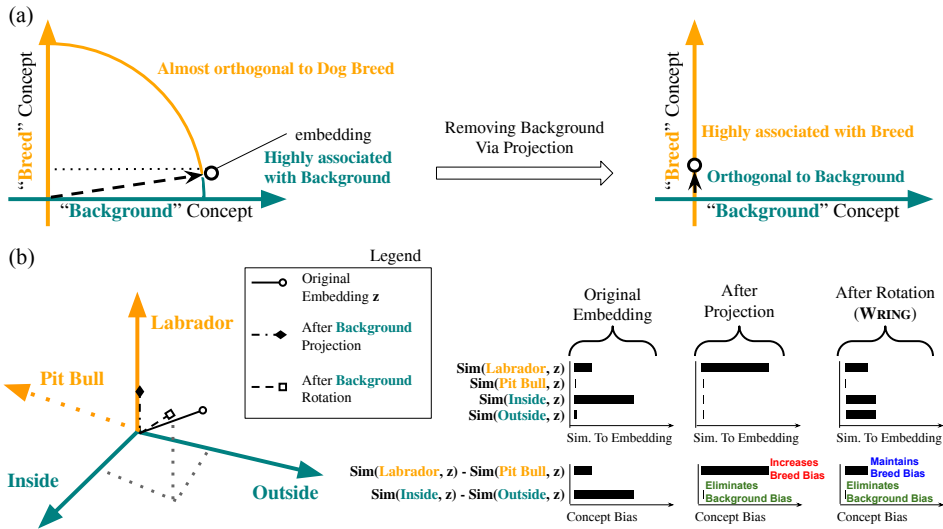 (a)
"Breed" Concept
Almost orthogonal to Dog Breed
embedding
Highly associated
with Background
"Background" Concept
Removing Background
Via Projection
"Breed" Concept
Highly associated with Breed
Orthogonal to Background
"Background" Concept
(b)
Labrador
Pit Bull
Inside
Outside
Legend
Original
Embedding z
After Background
Projection
After Background
Rotation
Original
Embedding
After
Projection
After Rotation
(WRING)
Sim(Labrador, z)
Sim(Pit Bull, z)
Sim(Inside, z)
Sim(Outside, z)
Sim. To Embedding
Sim. To Embedding
Sim. To Embedding
Sim(Labrador, z) - Sim(Pit Bull, z)
Sim(Inside, z) - Sim(Outside, z)
Increases
Breed Bias
Eliminates
Background Bias
Maintains
Breed Bias
Eliminates
Background Bias
Concept Bias
Concept Bias
Concept Bias